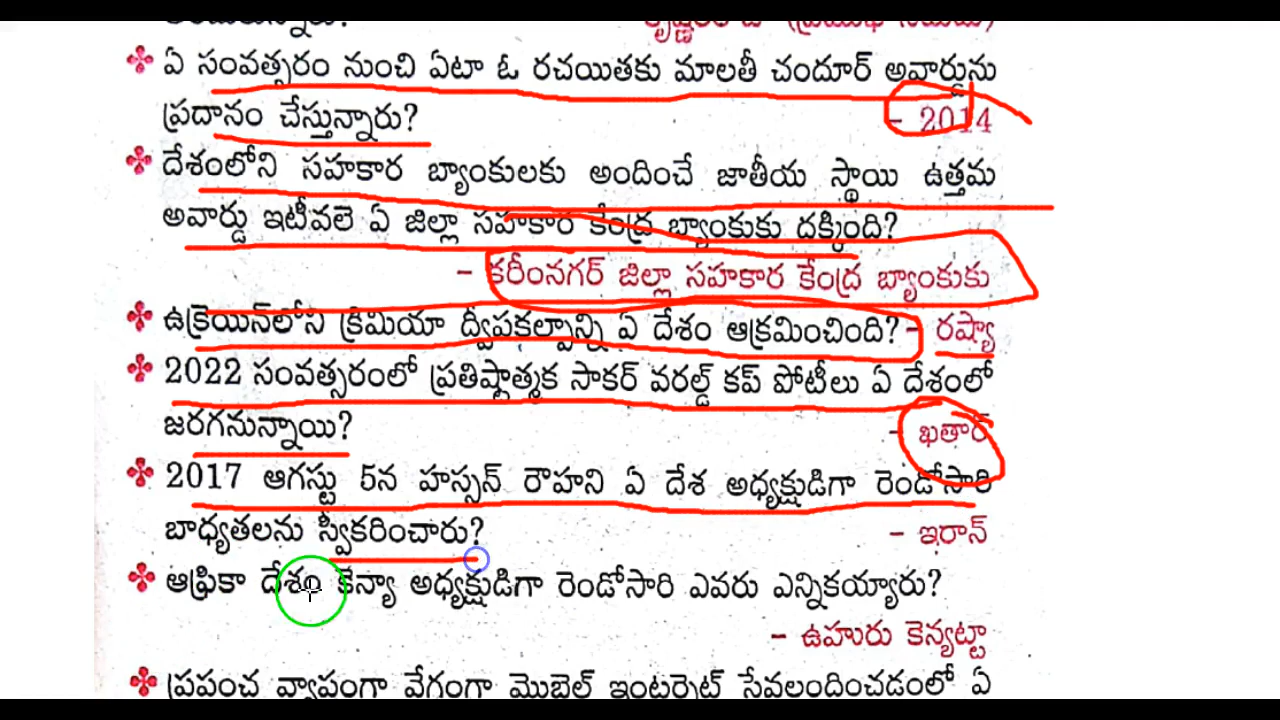 ఏ సంవత్సరం నుంచి ఏటా ఓ రచయితకు మాలతీ చందూర్ అవార్డును
ప్రదానం చేస్తున్నారు? - 2014
దేశంలోని సహకార బ్యాంకులకు అందించే జాతీయ స్థాయి ఉత్తమ
అవార్డు ఇటీవలె ఏ జిల్లా సహకార కేంద్ర బ్యాంకుకు దక్కింది?
- కరీంనగర్ జిల్లా సహకార కేంద్ర బ్యాంకుకు
ఉక్రెయిన్‌లోని క్రిమియా ద్వీపకల్పాన్ని ఏ దేశం ఆక్రమించింది? - రష్యా
2022 సంవత్సరంలో ప్రతిష్టాత్మక సాకర్ వరల్డ్ కప్ పోటీలు ఏ దేశంలో
జరగనున్నాయి? - ఖతార్
2017 ఆగస్టు 5న హస్సన్ రౌహని ఏ దేశ అధ్యక్షుడిగా రెండోసారి
బాధ్యతలను స్వీకరించారు? - ఇరాన్
ఆఫ్రికా దేశం కేన్యా అధ్యక్షుడిగా రెండోసారి ఎవరు ఎన్నికయ్యారు?
- ఉహురు కెన్యట్టా
ప్రపంచ వ్యాప్తంగా వేగంగా మొబైల్ ఇంటర్నెట్ సేవలందించడంలో ఏ